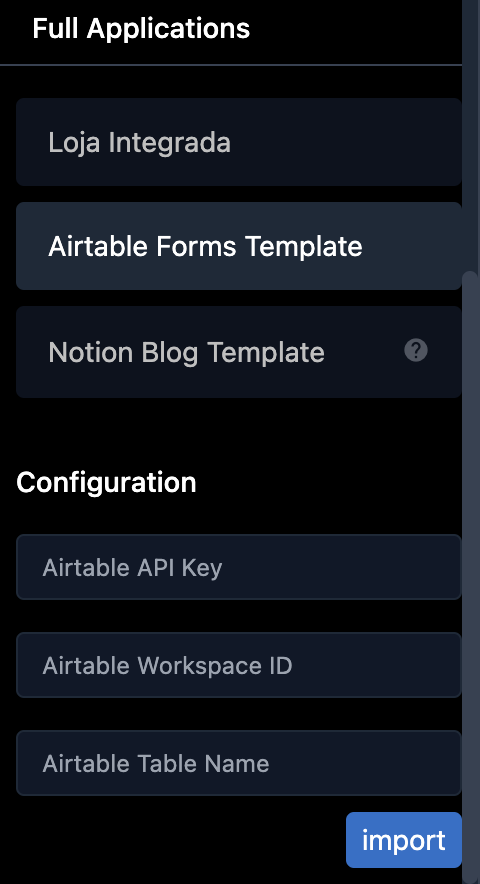 Full Applications
Loja Integrada
Airtable Forms Template
Notion Blog Template ?
Configuration
Airtable API Key
Airtable Workspace ID
Airtable Table Name
import